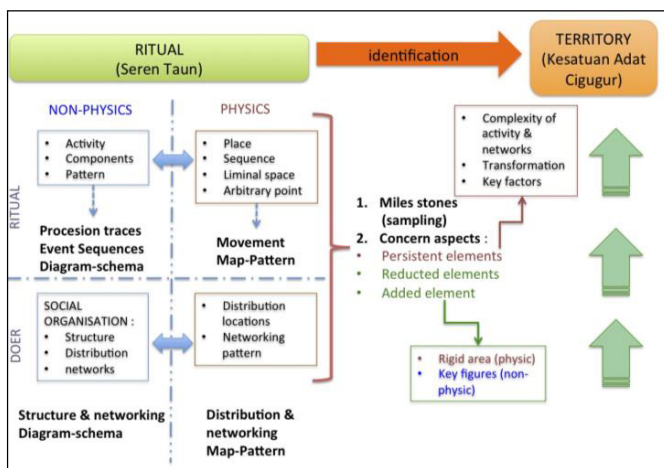 RITUAL
(Seren Taun)
identification
TERRITORY
(Kesatuan Adat
Cigugur)
NON-PHYSICS
PHYSICS
RITUAL
• Activity
• Components
• Pattern
• Place
• Sequence
• Liminal space
• Arbitrary point
Procesion traces
Event Sequences
Diagram-schema
Movement
Map-Pattern
DOER
SOCIAL
ORGANISATION :
• Structure
• Distribution
• networks
• Distribution
locations
• Networking
pattern
Structure & networking
Diagram-schema
Distribution &
networking
Map-Pattern
1. Miles stones
(sampling)
2. Concern aspects :
• Persistent elements
• Reducted elements
• Added element
• Complexity of
activity &
networks
• Transformation
• Key factors
• Rigid area (physic)
• Key figures (non-
physic)